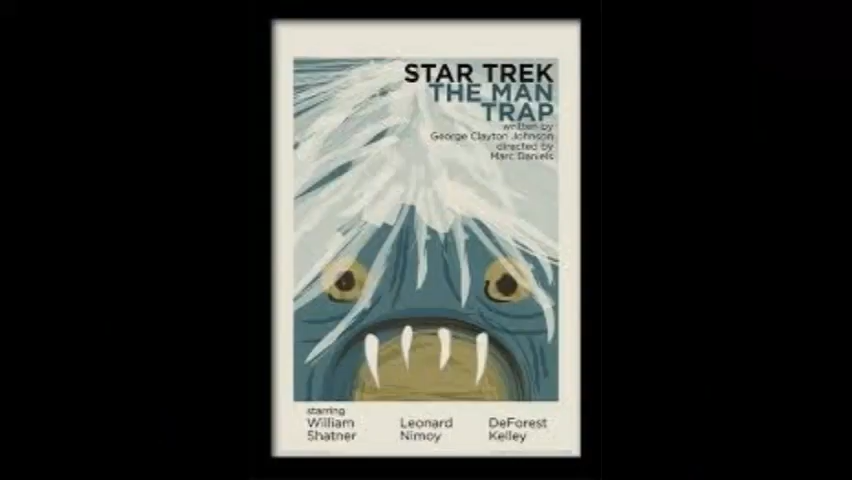 STAR TREK
THE MAN
TRAP
written by
George Clayton Johnson
directed by
Marc Daniels
starring
William Leonard DeForest
Shatner Nimoy Kelley